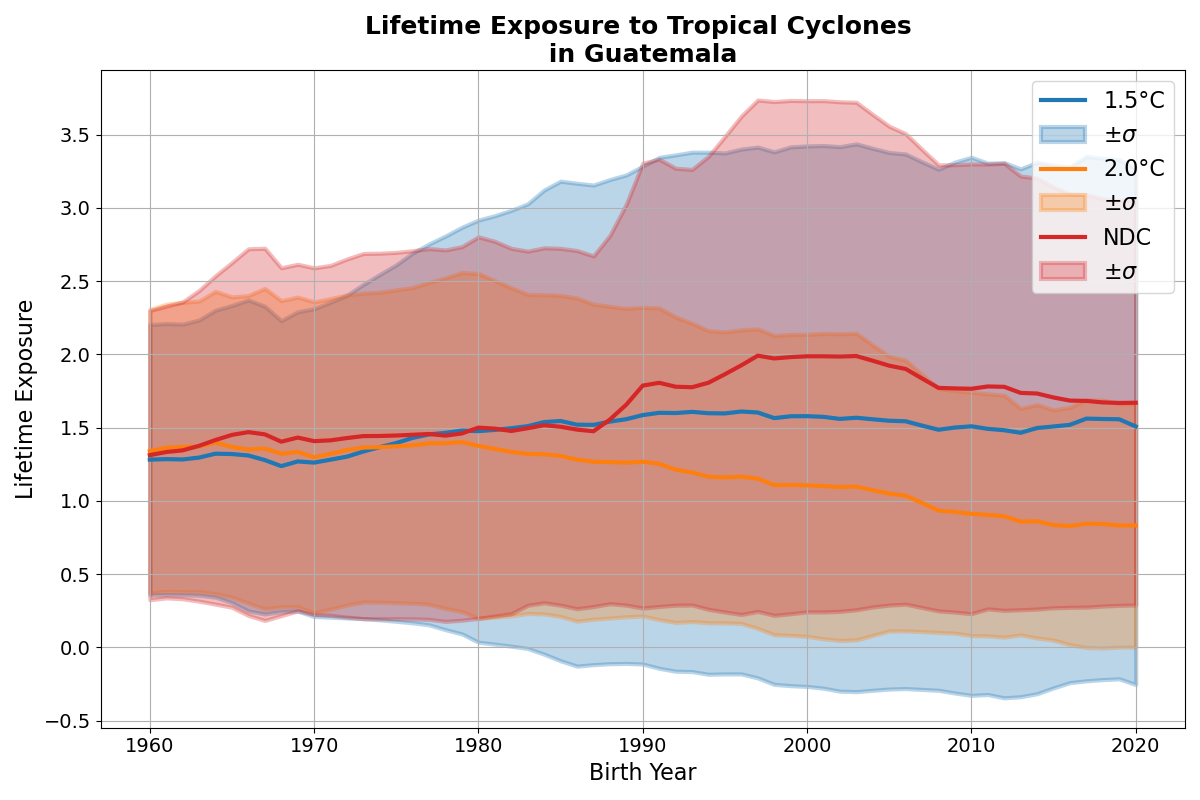 Lifetime Exposure to Tropical Cyclones
in Guatemala
1.5°C
±σ
2.0°C
±σ
NDC
±σ
3.5
3.0
2.5
2.0
1.5
1.0
0.5
0.0
−0.5
Lifetime Exposure
1960
1970
1980
1990
2000
2010
2020
Birth Year